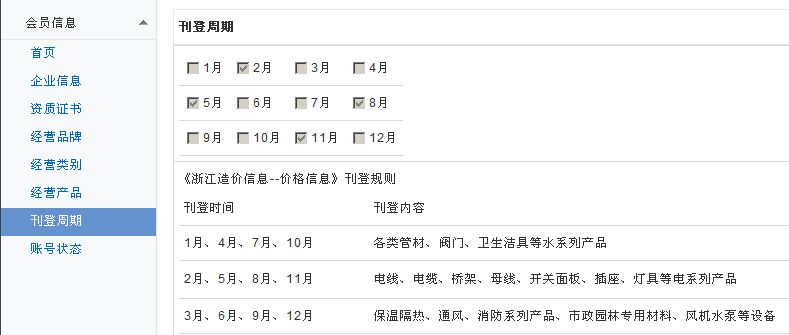 会员信息
首页
企业信息
资质证书
经营品牌
经营类别
经营产品
刊登周期
账号状态
刊登周期
1月 2月 3月 4月
5月 6月 7月 8月
9月 10月 11月 12月
《浙江造价信息--价格信息》刊登规则
刊登时间 刊登内容
1月、4月、7月、10月 各类管材、阀门、卫生洁具等水系列产品
2月、5月、8月、11月 电线、电缆、桥架、母线、开关面板、插座、灯具等电系列产品
3月、6月、9月、12月 保温隔热、通风、消防系列产品、市政园林专用材料、风机水泵等设备